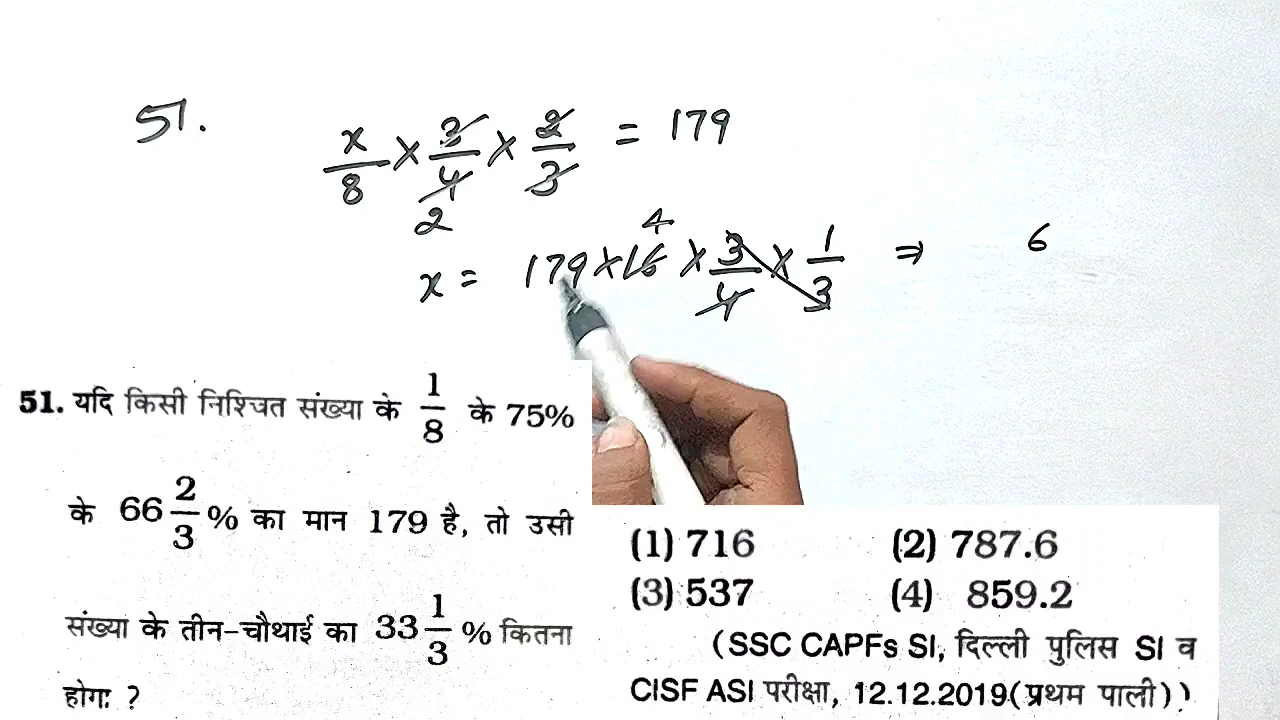 51.
x/8 × 3/4 × 2/3 = 179
2
4
x = 179 × 16 × 3/4 × 1/3 ⇒ 6
51. यदि किसी निश्चित संख्या के 1/8 के 75%
के 66 2/3 % का मान 179 है, तो उसी
संख्या के तीन-चौथाई का 33 1/3 % कितना
होगा ?
(1) 716 (2) 787.6
(3) 537 (4) 859.2
(SSC CAPFs SI, दिल्ली पुलिस SI व
CISF ASI परीक्षा, 12.12.2019(प्रथम पाली))